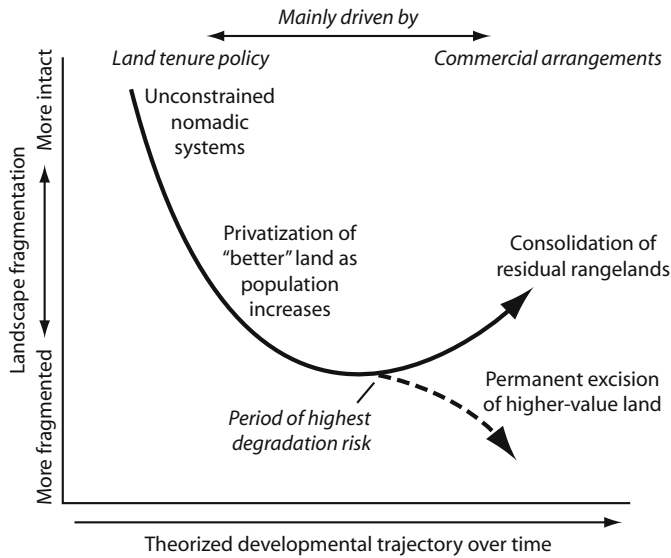 Mainly driven by
Land tenure policy
Commercial arrangements
More intact
Landscape fragmentation
More fragmented
Unconstrained
nomadic
systems
Privatization of
“better” land as
population
increases
Consolidation of
residual rangelands
Permanent excision
of higher-value land
Period of highest
degradation risk
Theorized developmental trajectory over time